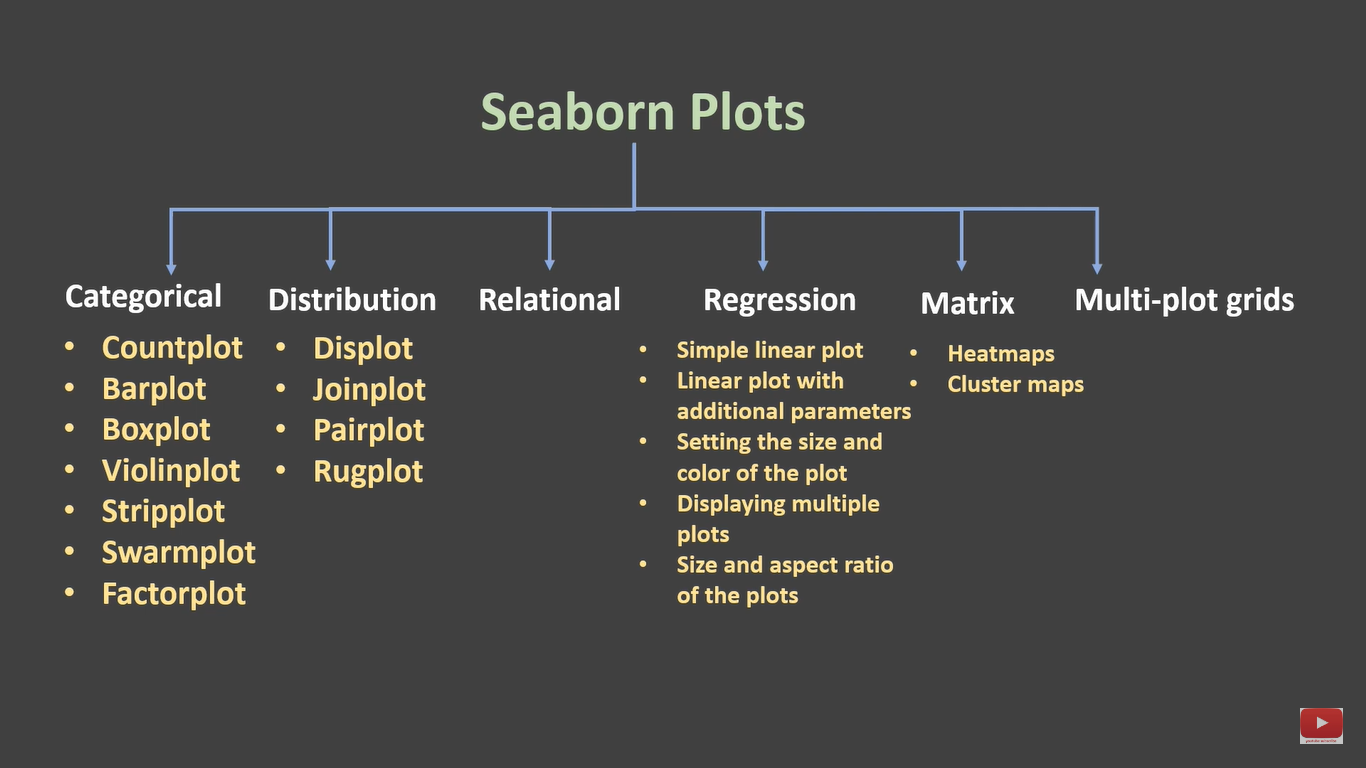 Seaborn Plots
Categorical
• Countplot
• Barplot
• Boxplot
• Violinplot
• Stripplot
• Swarmplot
• Factorplot
Distribution
• Displot
• Joinplot
• Pairplot
• Rugplot
Relational
Regression
• Simple linear plot
• Linear plot with
additional parameters
• Setting the size and
color of the plot
• Displaying multiple
plots
• Size and aspect ratio
of the plots
Matrix
• Heatmaps
• Cluster maps
Multi-plot grids